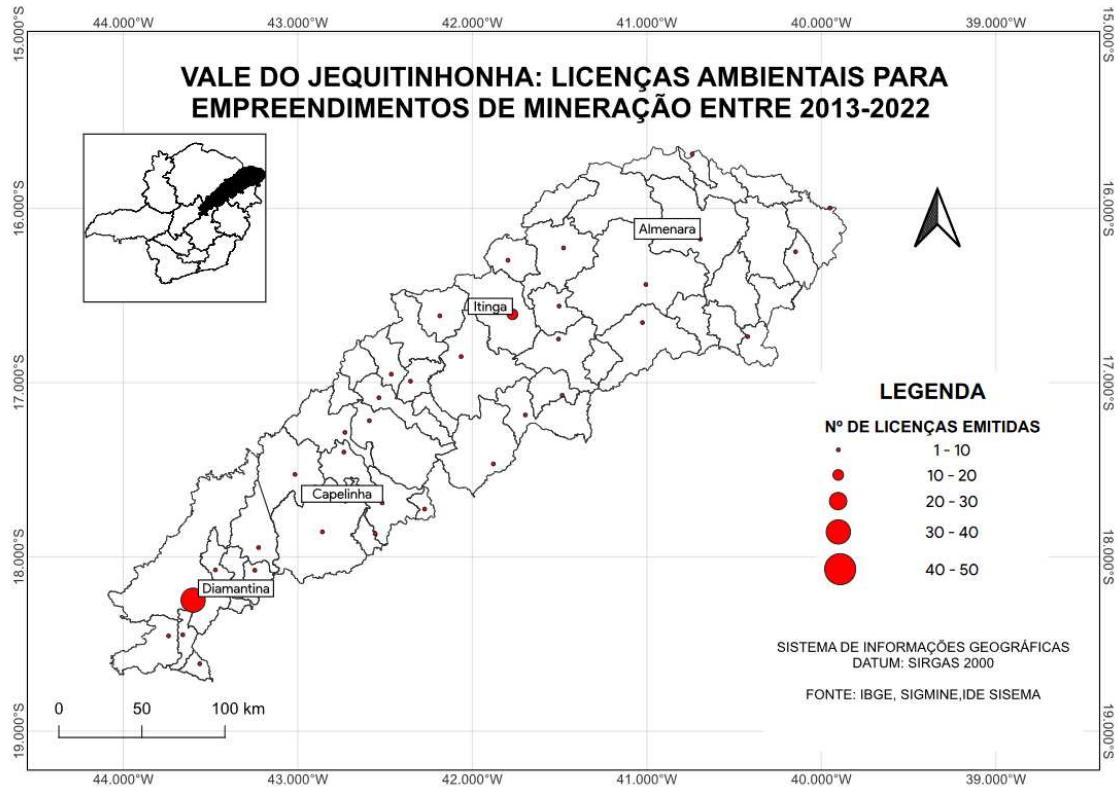 44.000°W 43.000°W 42.000°W 41.000°W 40.000°W 39.000°W
15.000°S 15.000°S
VALE DO JEQUITINHONHA: LICENÇAS AMBIENTAIS PARA
EMPREENDIMENTOS DE MINERAÇÃO ENTRE 2013-2022
16.000°S 16.000°S
Almenara
Itinga
17.000°S 17.000°S
LEGENDA
Nº DE LICENÇAS EMITIDAS
1 - 10
10 - 20
20 - 30
30 - 40
40 - 50
Capelinha
18.000°S 18.000°S
Diamantina
SISTEMA DE INFORMAÇÕES GEOGRÁFICAS
DATUM: SIRGAS 2000
FONTE: IBGE, SIGMINE,IDE SISEMA
0 50 100 km
19.000°S 19.000°S
44.000°W 43.000°W 42.000°W 41.000°W 40.000°W 39.000°W